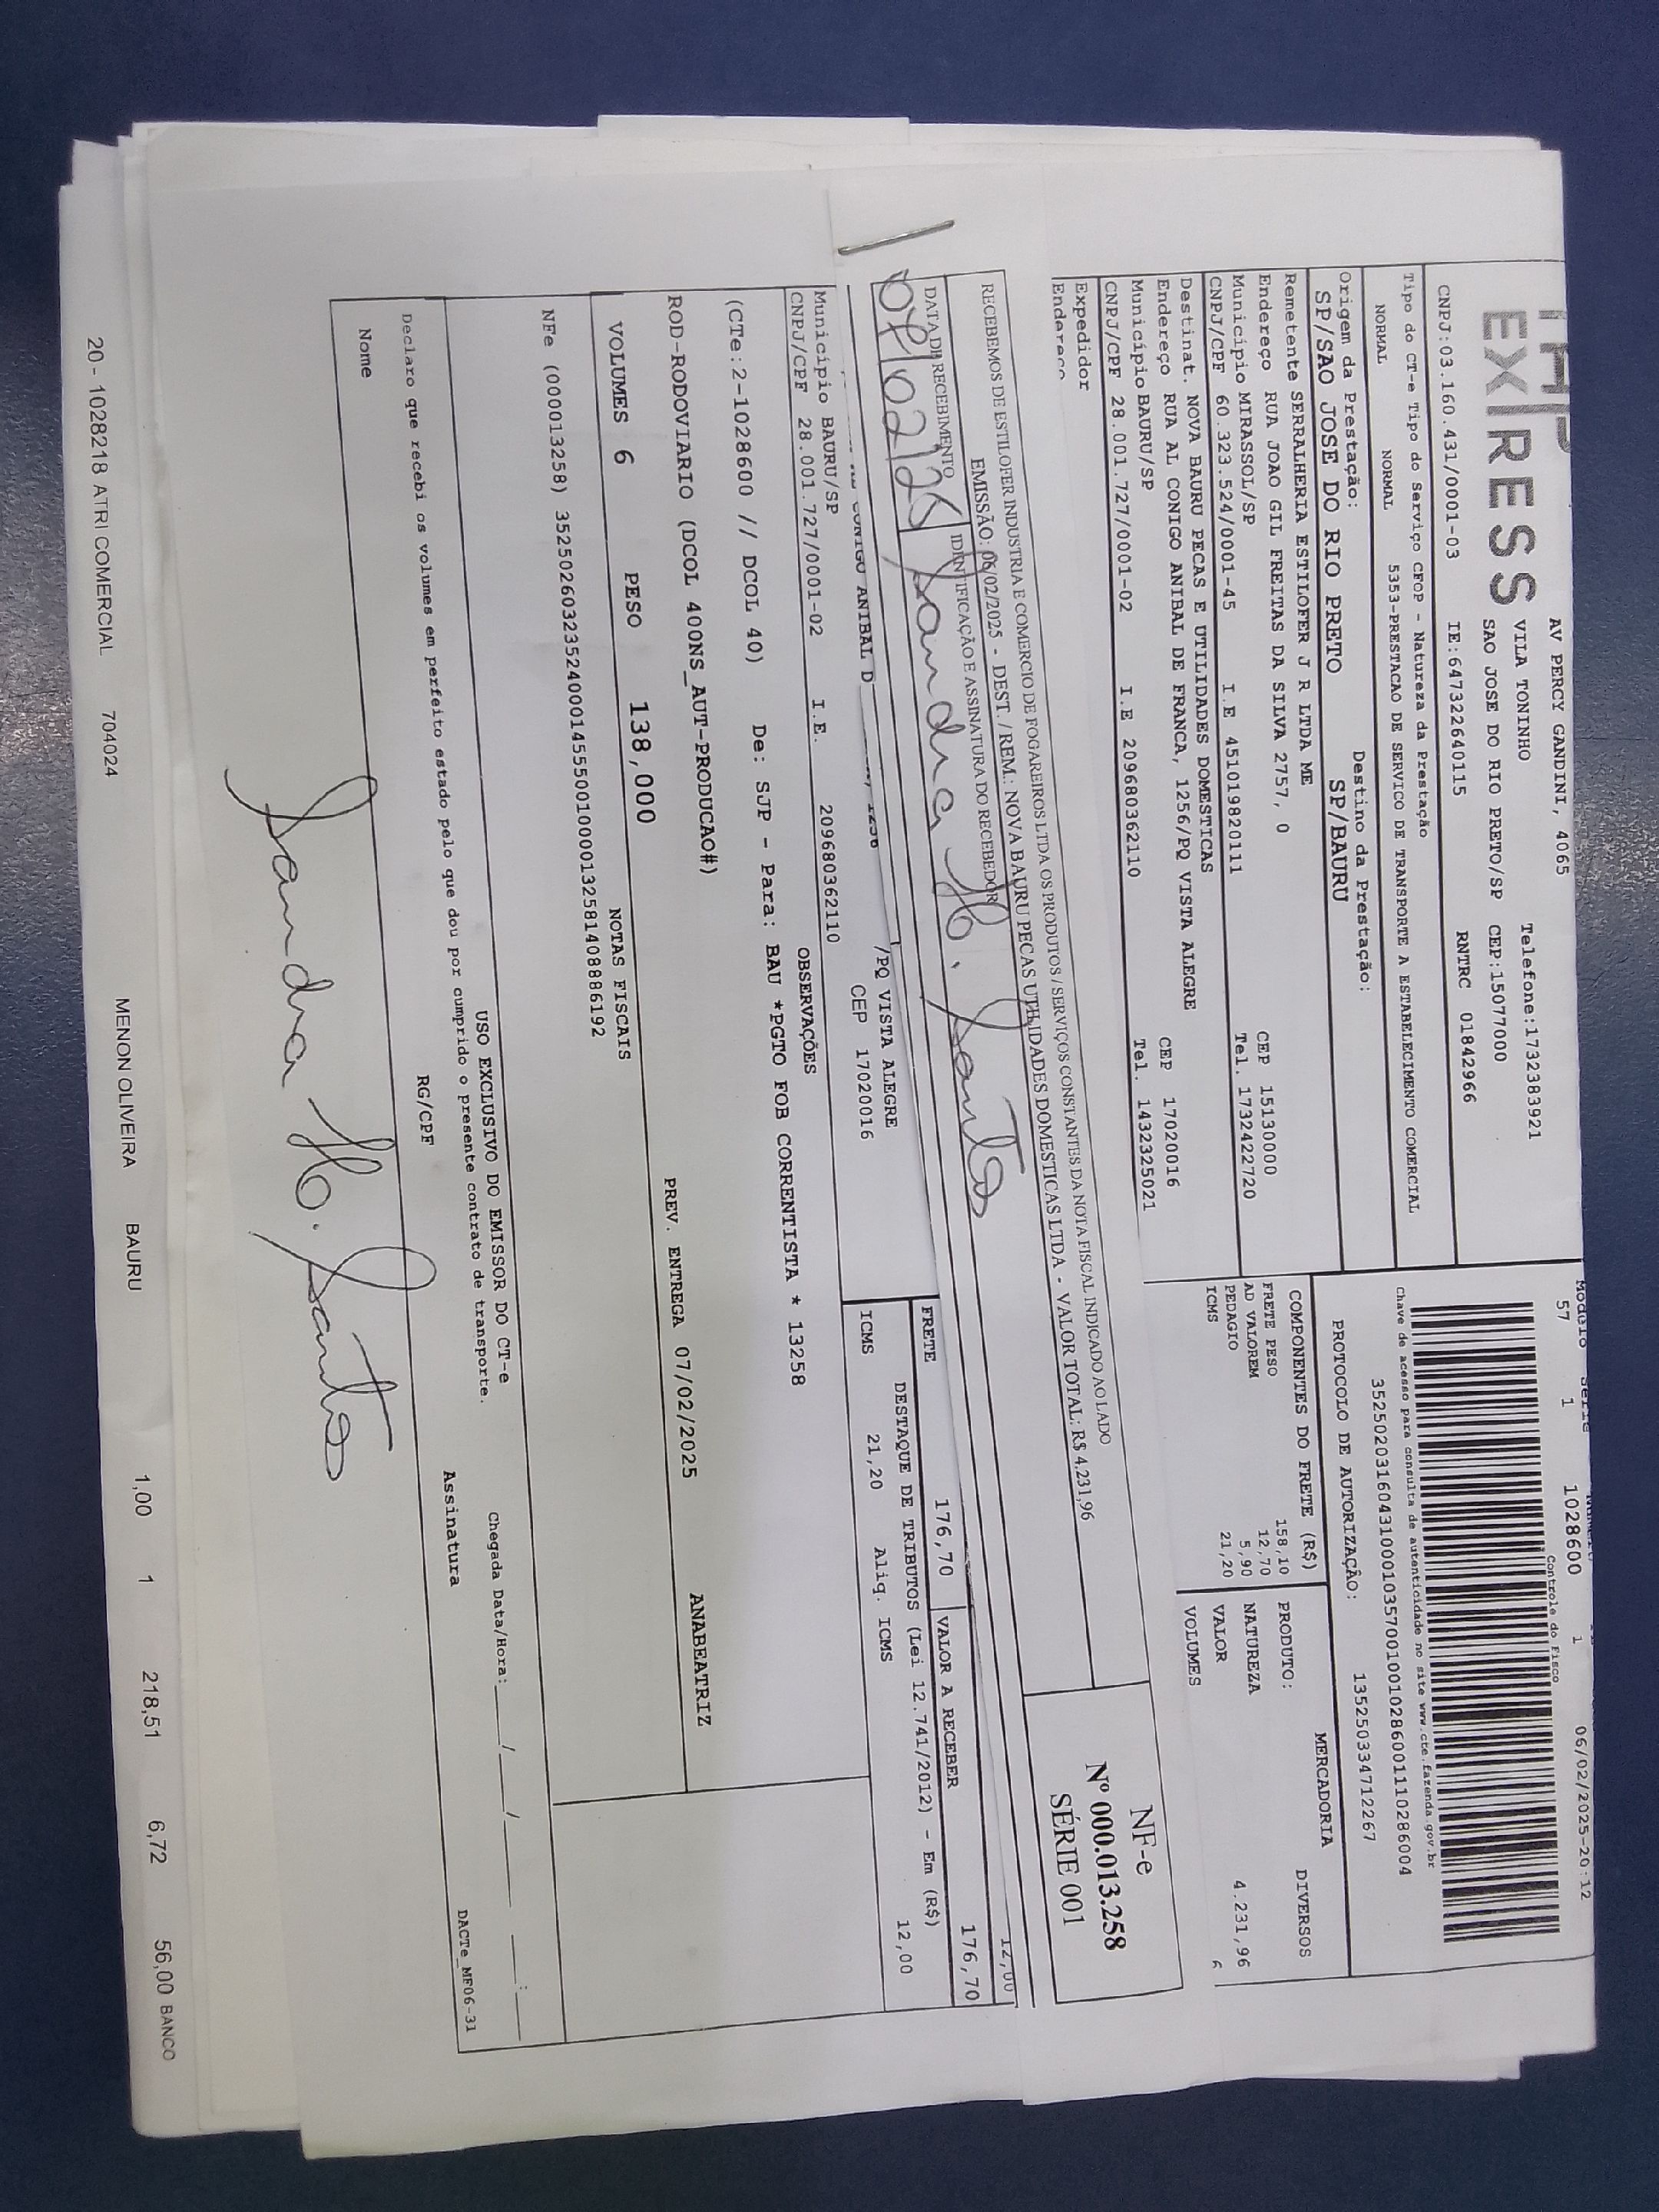 EXPRESS
AV PERCY GANDINI, 4065
VILA TONINHO Telefone:1732383921
SAO JOSE DO RIO PRETO/SP CEP:15077000
CNPJ:03.160.431/0001-03 IE:647322640115 RNTRC 01842966
Tipo do CT-e Tipo do Serviço CFOP - Natureza da Prestação
NORMAL NORMAL 5353-PRESTACAO DE SERVICO DE TRANSPORTE A ESTABELECIMENTO COMERCIAL
Origem da Prestação: Destino da Prestação:
SP/SAO JOSE DO RIO PRETO SP/BAURU
Remetente SERRALHERIA ESTILOFER J R LTDA ME
Endereço RUA JOAO GIL FREITAS DA SILVA 2757, 0 CEP 15130000
Município MIRASSOL/SP Tel. 1732422720
CNPJ/CPF 60.323.524/0001-45 I.E 451019820111
Destinat. NOVA BAURU PECAS E UTILIDADES DOMESTICAS
Endereço RUA AL CONIGO ANIBAL DE FRANCA, 1256/PQ VISTA ALEGRE CEP 17020016
Município BAURU/SP Tel. 1432325021
CNPJ/CPF 28.001.727/0001-02 I.E 209680362110
Expedidor
Endereço
Modelo Série
57 1 1028600 1 06/02/2025-20:12
Controle do Fisco
Chave de acesso para consulta de autenticidade no site www.cte.fazenda.gov.br
35250203160431000103570010010286001110286004
PROTOCOLO DE AUTORIZAÇÃO: 135250334712267
COMPONENTES DO FRETE (R$)
FRETE PESO 158,10
AD VALOREM 12,70
PEDAGIO 5,90
ICMS 21,20
MERCADORIA
PRODUTO: DIVERSOS
NATUREZA
VALOR 4.231,96
VOLUMES 6
RECEBEMOS DE ESTILOFER INDUSTRIA E COMERCIO DE FOGAREIROS LTDA OS PRODUTOS / SERVIÇOS CONSTANTES DA NOTA FISCAL INDICADO AO LADO
EMISSÃO: 06/02/2025 - DEST. / REM.: NOVA BAURU PECAS UTILIDADES DOMESTICAS LTDA - VALOR TOTAL: R$ 4.231,96
DATA DE RECEBIMENTO IDENTIFICAÇÃO E ASSINATURA DO RECEBEDOR
Sandra H. Santos
NF-e
Nº 000.013.258
SÉRIE 001
12,00
CONIGO ANIBAL D 1256 /PQ VISTA ALEGRE
Município BAURU/SP CEP 17020016
CNPJ/CPF 28.001.727/0001-02 I.E. 209680362110
FRETE 176,70 VALOR A RECEBER 176,70
DESTAQUE DE TRIBUTOS (Lei 12.741/2012) - Em (R$)
ICMS 21,20 Aliq. ICMS 12,00
OBSERVAÇÕES
(CTe:2-1028600 // DCOL 40) De: SJP - Para: BAU *PGTO FOB CORRENTISTA * 13258
ROD-RODOVIARIO (DCOL 400NS_AUT-PRODUCAO#)
PREV. ENTREGA 07/02/2025 ANABEATRIZ
VOLUMES 6 PESO 138,000 NOTAS FISCAIS
NFe (000013258) 35250260323524000145550010000132581408886192
USO EXCLUSIVO DO EMISSOR DO CT-e
Chegada Data/Hora: / / :
Declaro que recebi os volumes em perfeito estado pelo que dou por cumprido o presente contrato de transporte.
Nome RG/CPF Assinatura
DACTe_MF06-31
Sandra H. Santos
20 - 1028218 ATRI COMERCIAL 704024 MENON OLIVEIRA BAURU 1,00 1 218,51 6,72 56,00 BANCO